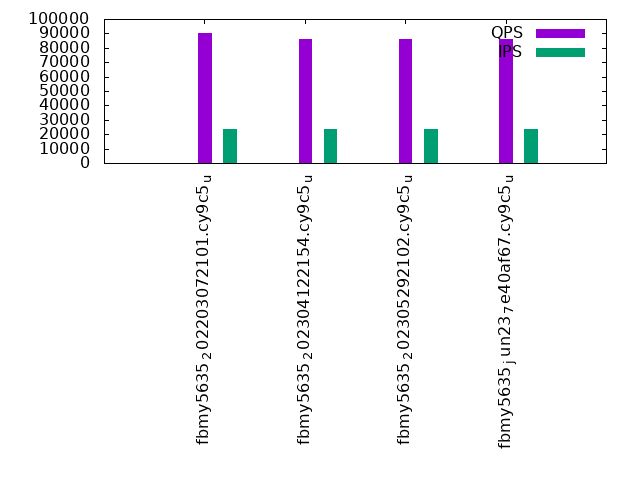 100000
90000
80000
70000
60000
50000
40000
30000
20000
10000
0
QPS
IPS
fbmy5635₂02203072101.cy9c5ᵤ
fbmy5635₂02304122154.cy9c5ᵤ
fbmy5635₂02305292102.cy9c5ᵤ
fbmy5635ⱼun23₇e40af67.cy9c5ᵤ